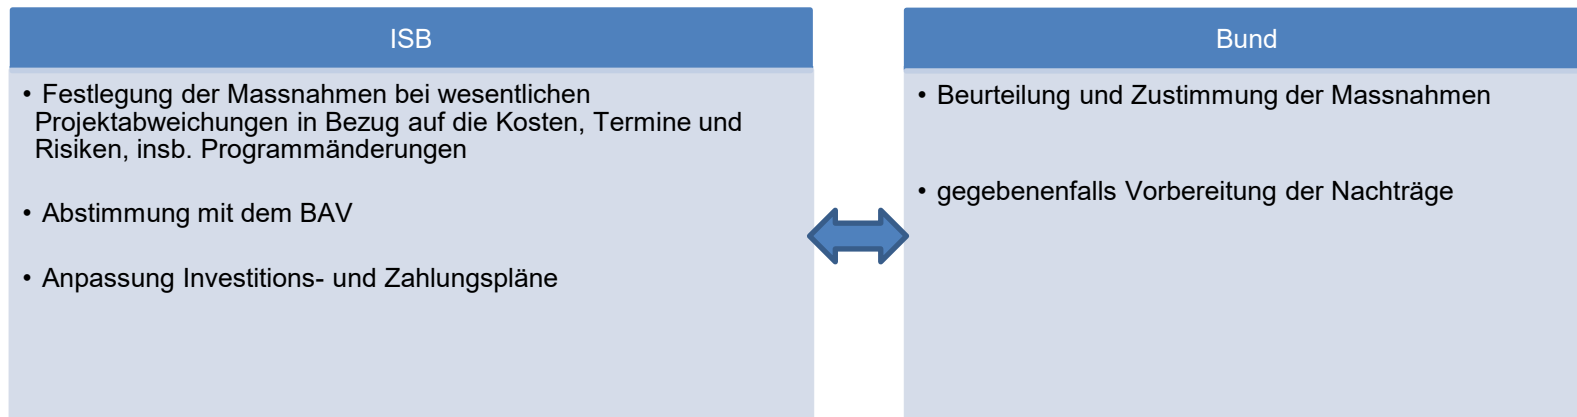 ISB
• Festlegung der Massnahmen bei wesentlichen
Projektabweichungen in Bezug auf die Kosten, Termine und
Risiken, insb. Programmänderungen
• Abstimmung mit dem BAV
• Anpassung Investitions- und Zahlungspläne
Bund
• Beurteilung und Zustimmung der Massnahmen
• gegebenenfalls Vorbereitung der Nachträge